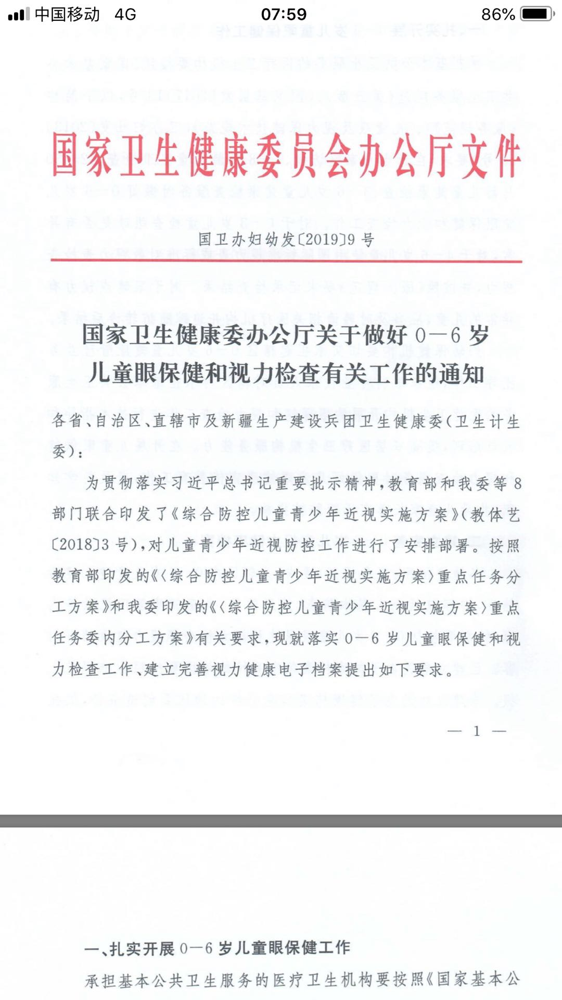 中国移动 4G 07:59 86%
国家卫生健康委员会办公厅文件
国卫办妇幼发〔2019〕9 号
国家卫生健康委办公厅关于做好 0—6 岁
儿童眼保健和视力检查有关工作的通知
各省、自治区、直辖市及新疆生产建设兵团卫生健康委（卫生计生
委）：
为贯彻落实习近平总书记重要批示精神，教育部和我委等 8
部门联合印发了《综合防控儿童青少年近视实施方案》（教体艺
〔2018〕3 号），对儿童青少年近视防控工作进行了安排部署。按照
教育部印发的《〈综合防控儿童青少年近视实施方案〉重点任务分
工方案》和我委印发的《〈综合防控儿童青少年近视实施方案〉重点
任务委内分工方案》有关要求，现就落实 0—6 岁儿童眼保健和视
力检查工作、建立完善视力健康电子档案提出如下要求。
— 1 —
一、扎实开展 0—6 岁儿童眼保健工作
承担基本公共卫生服务的医疗卫生机构要按照《国家基本公